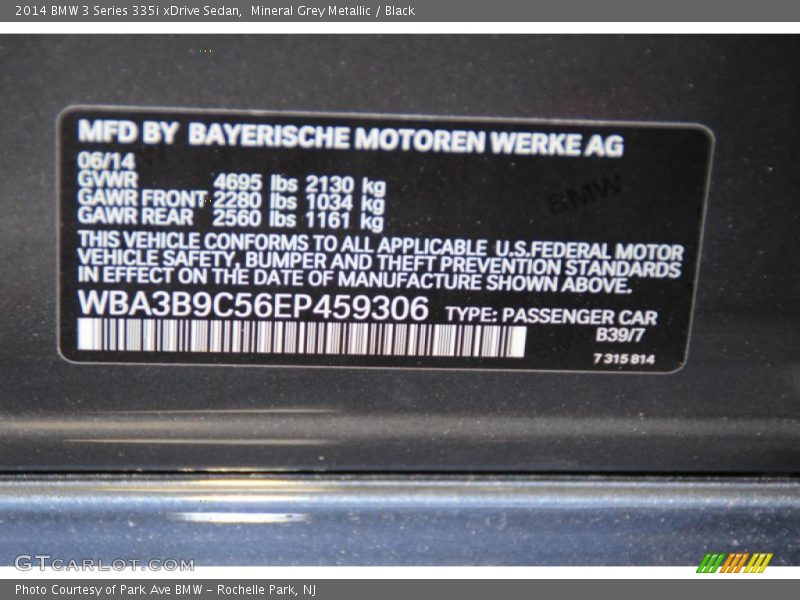 2014 BMW 3 Series 335i xDrive Sedan, Mineral Grey Metallic / Black
MFD BY BAYERISCHE MOTOREN WERKE AG
06/14
GVWR 4695 lbs 2130 kg
GAWR FRONT 2280 lbs 1034 kg
GAWR REAR 2560 lbs 1161 kg
THIS VEHICLE CONFORMS TO ALL APPLICABLE U.S.FEDERAL MOTOR
VEHICLE SAFETY, BUMPER AND THEFT PREVENTION STANDARDS
IN EFFECT ON THE DATE OF MANUFACTURE SHOWN ABOVE.
WBA3B9C56EP459306 TYPE: PASSENGER CAR
B39/7
7 315 814
GTCARLOT.COM
Photo Courtesy of Park Ave BMW - Rochelle Park, NJ